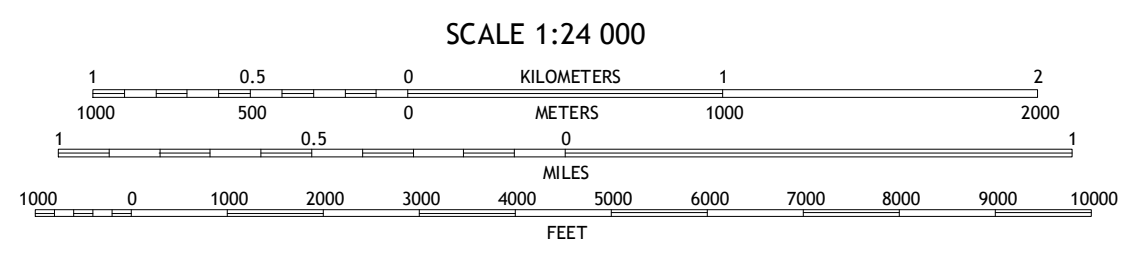 SCALE 1:24 000
1 0.5 0 KILOMETERS 1 2
1000 500 0 METERS 1000 2000
1 0.5 0 1
MILES
1000 0 1000 2000 3000 4000 5000 6000 7000 8000 9000 10000
FEET